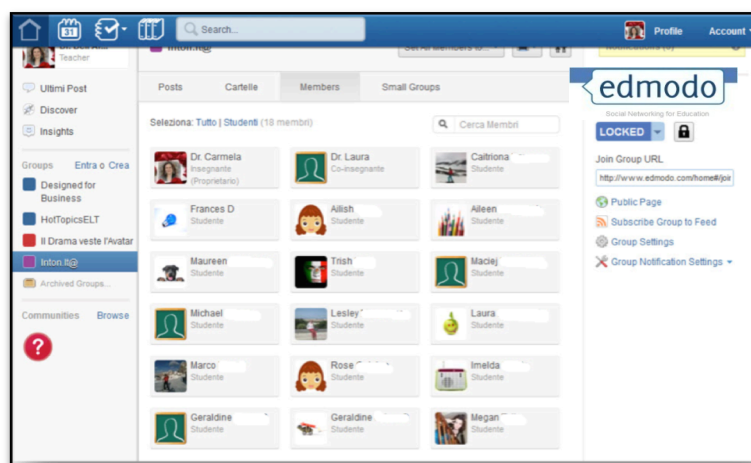 31
Search...
Profile
Account
Teacher
Inton.It@
Posts
Cartelle
Members
Small Groups
edmodo
Social Networking for Education
Ultimi Post
Discover
Insights
Seleziona: Tutto | Studenti (18 membri)
Cerca Membri
LOCKED
Join Group URL
http://www.edmodo.com/home#/joi
Public Page
Subscribe Group to Feed
Group Settings
Group Notification Settings
Groups
Entra o Crea
Designed for
Business
HotTopicsELT
Il Drama veste l'Avatar
Inton.It@
Archived Groups...
Communities
Browse
?
Dr. Carmela
Insegnante
(Proprietario)
Dr. Laura
Co-insegnante
Caitriona
Studente
Frances D
Studente
Ailish
Studente
Aileen
Studente
Maureen
Studente
Trish
Studente
Maciej
Studente
Michael
Studente
Lesley
Studente
Laura
Studente
Marco
Studente
Rose
Studente
Imelda
Studente
Geraldine
Studente
Geraldine
Studente
Megan
Studente